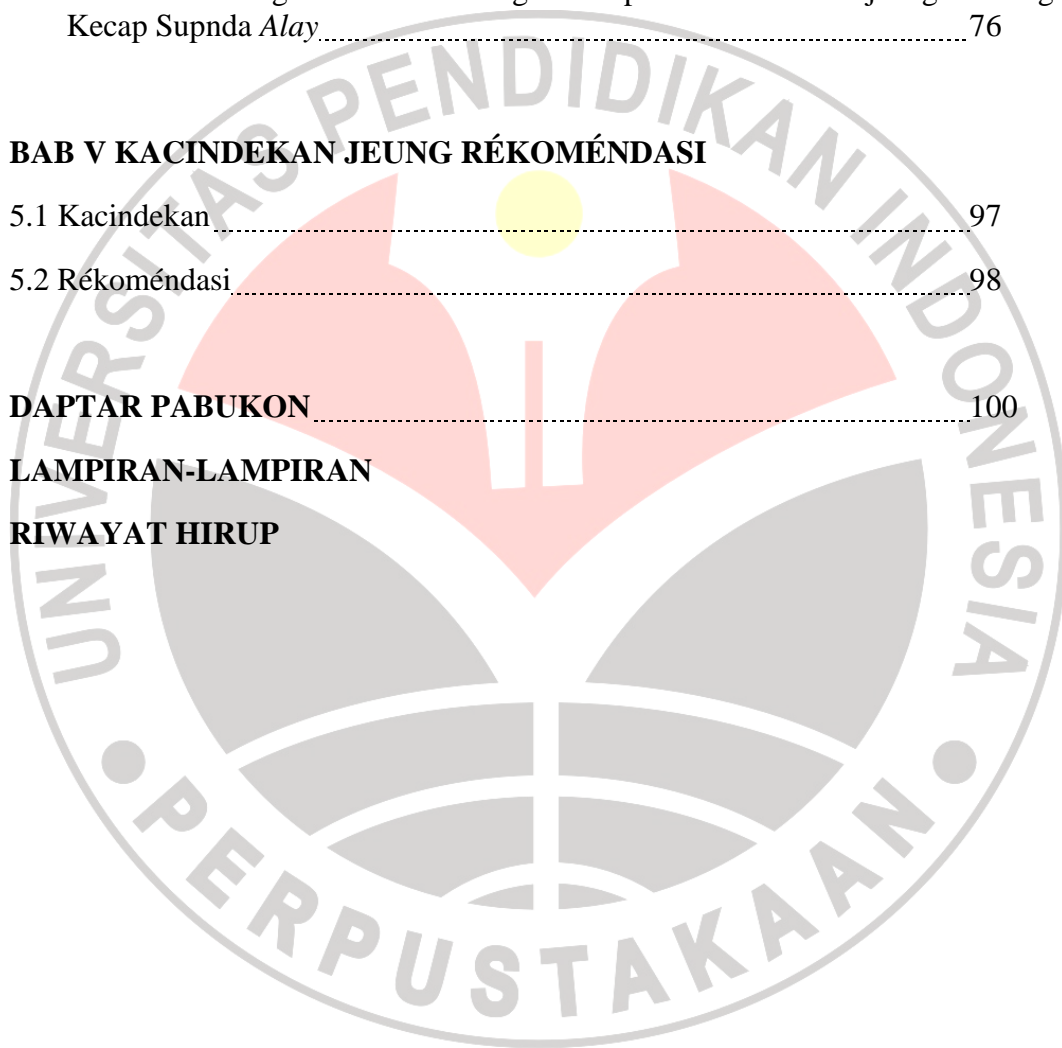 Kecap Supnda Alay 76
BAB V KACINDEKAN JEUNG RÉKOMÉNDASI
5.1 Kacindekan 97
5.2 Rékoméndasi 98
DAPTAR PABUKON 100
LAMPIRAN-LAMPIRAN
RIWAYAT HIRUP
UNIVERSITAS PENDIDIKAN INDONESIA
PERPUSTAKAAN